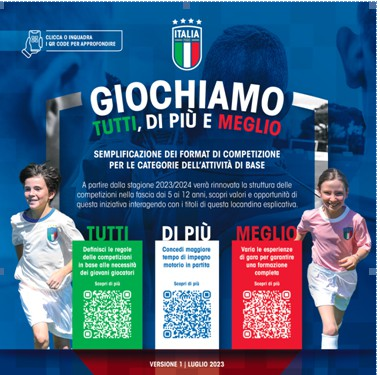 CLICCA O INQUADRA
I QR CODE PER APPROFONDIRE
ITALIA
GIOCHIAMO
TUTTI, DI PIÙ E MEGLIO
SEMPLIFICAZIONE DEI FORMAT DI COMPETIZIONE
PER LE CATEGORIE DELL'ATTIVITÀ DI BASE
A partire dalla stagione 2023/2024 verrà rinnovata la struttura delle
competizioni nella fascia dai 5 ai 12 anni, scopri valori e opportunità di
questa iniziativa interagendo con i titoli di questa locandina esplicativa.
TUTTI
Definisci le regole
delle competizioni
in base alle necessità
dei giovani giocatori
Scopri di più
DI PIÙ
Concedi maggiore
tempo di impegno
motorio in partita
Scopri di più
MEGLIO
Varia le esperienze
di gara per garantire
una formazione
completa
Scopri di più
VERSIONE 1 | LUGLIO 2023